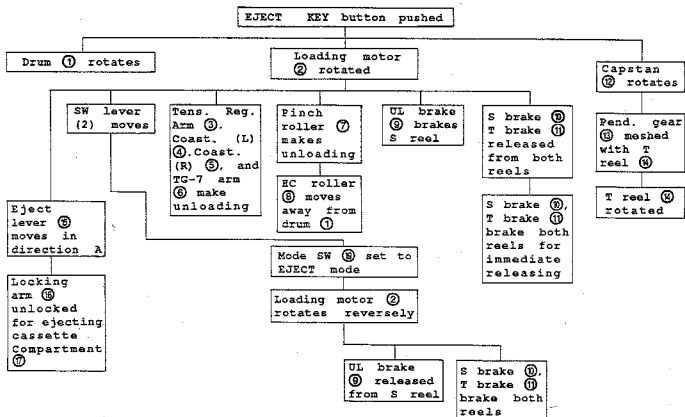 EJECT KEY button pushed
Drum ① rotates
Loading motor
② rotated
Capstan
⑫ rotates
SW lever
(2) moves
Tens. Reg.
Arm ③.
Coast. (L)
④.Coast.
(R) ⑤, and
TG-7 arm
⑥ make
unloading
Pinch
roller ⑦
makes
unloading
UL brake
⑨ brakes
S reel
S brake ⑩
T brake ⑪
released
from both
reels
Pend. gear
⑬ meshed
with T
reel ⑭
EC roller
⑧ moves
away from
drum ①
S brake ⑩,
T brake ⑪
brake both
reels for
immediate
releasing
T reel ⑭
rotated
Eject
lever ⑮
moves in
direction A
Mode SW ⑲ set to
EJECT mode
Locking
arm ⑯
unlocked
for ejecting
cassette
Compartment
⑰
Loading motor ②
rotates reversely
UL brake
⑨ released
from S reel
S brake ⑩,
T brake ⑪
brake both
reels